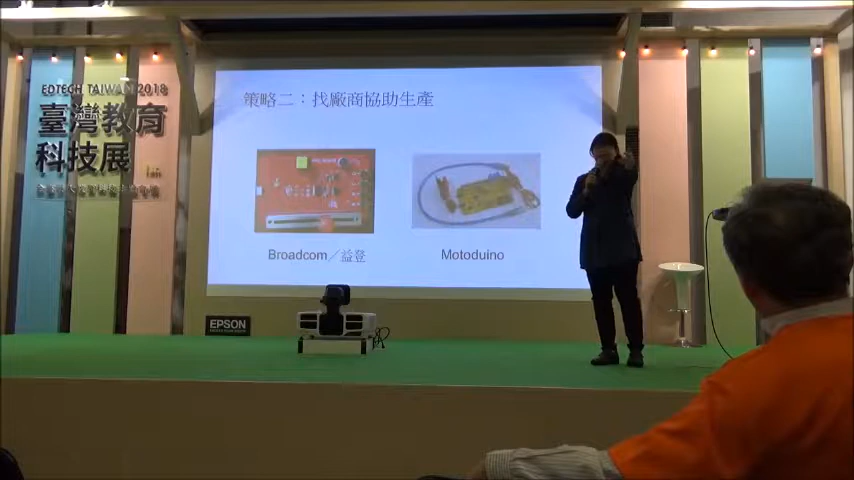 EDTECH TAIWAN 2018
臺灣教育
科技展
策略二：找廠商協助生產
Broadcom／益登
Motoduino
EPSON